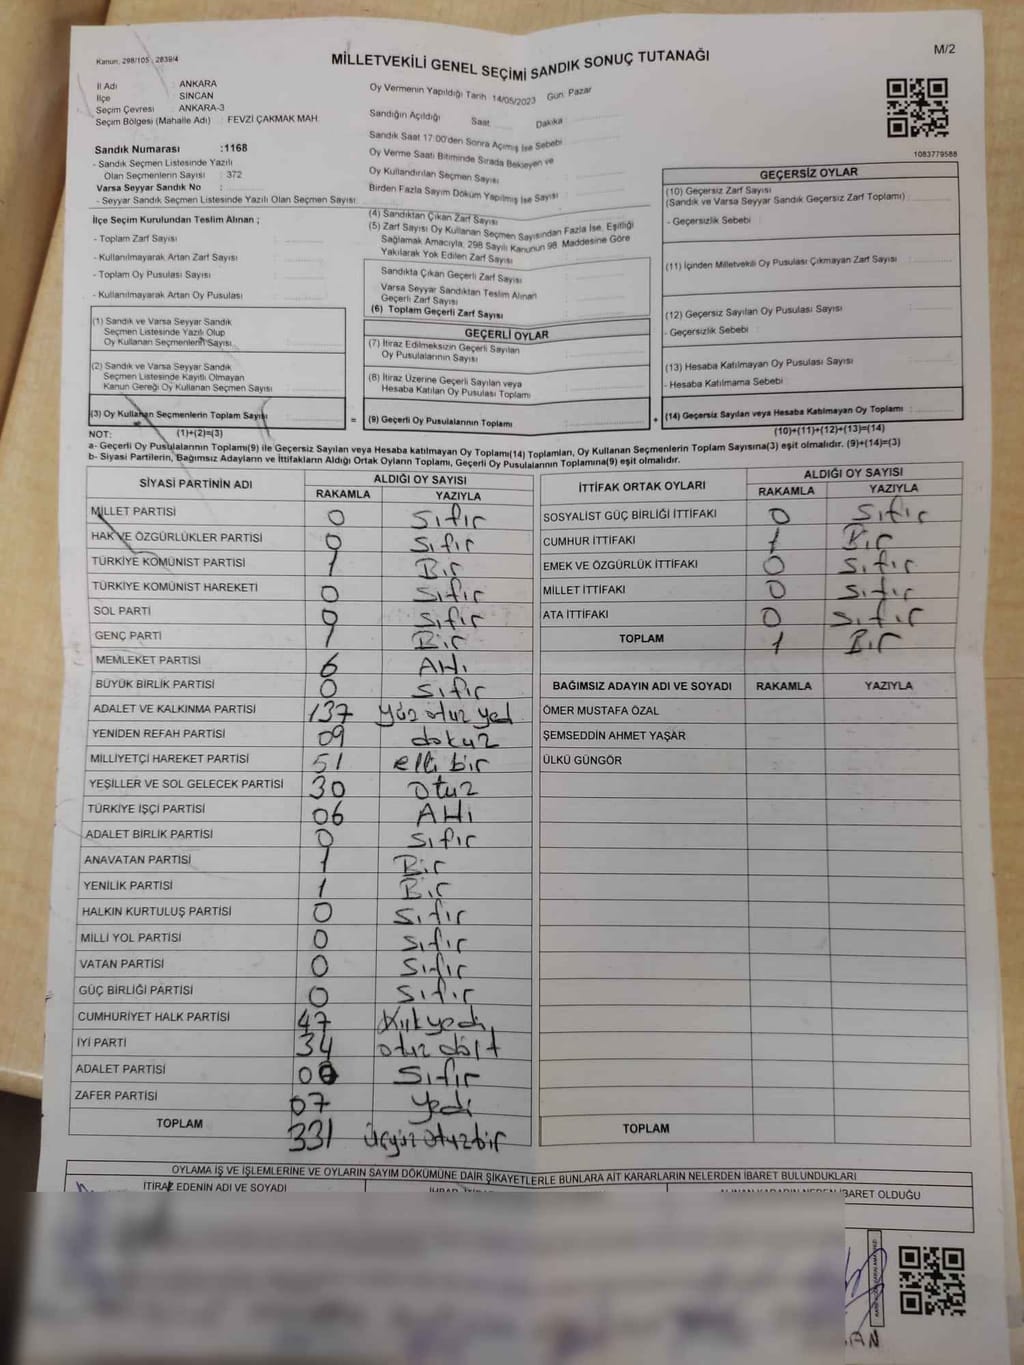 Kanun, 298/105 , 2839/4
MİLLETVEKİLİ GENEL SEÇİMİ SANDIK SONUÇ TUTANAĞI
M/2
İl Adı : ANKARA
İlçe SİNCAN
Seçim Çevresi ANKARA-3
Seçim Bölgesi (Mahalle Adı) : FEVZİ ÇAKMAK MAH.
Sandık Numarası :1168
- Sandık Seçmen Listesinde Yazılı
Olan Seçmenlerin Sayısı : 372
Varsa Seyyar Sandık No :
- Seyyar Sandık Seçmen Listesinde Yazılı Olan Seçmen Sayısı
İlçe Seçim Kurulundan Teslim Alınan ;
- Toplam Zarf Sayısı
- Kullanılmayarak Artan Zarf Sayısı
- Toplam Oy Pusulası Sayısı
- Kullanılmayarak Artan Oy Pusulası
Oy Vermenin Yapıldığı Tarih 14/05/2023 Gün Pazar
Sandığın Açıldığı Saat Dakika
Sandık Saat 17:00'den Sonra Açılmış İse Sebebi
Oy Verme Saati Bitiminde Sırada Bekleyen ve
Oy Kullandırılan Seçmen Sayısı
Birden Fazla Sayım Döküm Yapılmış İse Sayısı
(4) Sandıktan Çıkan Zarf Sayısı
(5) Zarf Sayısı Oy Kullanan Seçmen Sayısından Fazla İse, Eşitliği
Sağlamak Amacıyla, 298 Sayılı Kanunun 98. Maddesine Göre
Yakılarak Yok Edilen Zarf Sayısı
Sandıkta Çıkan Geçerli Zarf Sayısı
Varsa Seyyar Sandıktan Teslim Alınan
Geçerli Zarf Sayısı
(6) Toplam Geçerli Zarf Sayısı
1083779588
GEÇERSİZ OYLAR
(10) Geçersiz Zarf Sayısı
(Sandık ve Varsa Seyyar Sandık Geçersiz Zarf Toplamı)
- Geçersizlik Sebebi :
(11) İçinden Milletvekili Oy Pusulası Çıkmayan Zarf Sayısı
(12) Geçersiz Sayılan Oy Pusulası Sayısı
- Geçersizlik Sebebi :
(13) Hesaba Katılmayan Oy Pusulası Sayısı
- Hesaba Katılmama Sebebi
(14) Geçersiz Sayılan veya Hesaba Katılmayan Oy Toplamı :
(10)+(11)+(12)+(13)=(14)
(1) Sandık ve Varsa Seyyar Sandık
Seçmen Listesinde Yazılı Olup
Oy Kullanan Seçmenlerin Sayısı
(2) Sandık ve Varsa Seyyar Sandık
Seçmen Listesinde Kayıtlı Olmayan
Kanun Gereği Oy Kullanan Seçmen Sayısı
(3) Oy Kullanan Seçmenlerin Toplam Sayısı
=
GEÇERLİ OYLAR
(7) İtiraz Edilmeksizin Geçerli Sayılan
Oy Pusulalarının Sayısı
(8) İtiraz Üzerine Geçerli Sayılan veya
Hesaba Katılan Oy Pusulası Toplamı
(9) Geçerli Oy Pusulalarının Toplamı
+
NOT: (1)+(2)=(3)
a- Geçerli Oy Pusulalarının Toplamı(9) ile Geçersiz Sayılan veya Hesaba katılmayan Oy Toplamı(14) Toplamları, Oy Kullanan Seçmenlerin Toplam Sayısına(3) eşit olmalıdır. (9)+(14)=(3)
b- Siyasi Partilerin, Bağımsız Adayların ve İttifakların Aldığı Ortak Oyların Toplamı, Geçerli Oy Pusulalarının Toplamına(9) eşit olmalıdır.
SİYASİ PARTİNİN ADI ALDIĞI OY SAYISI
RAKAMLA YAZIYLA
MİLLET PARTİSİ 0 Sıfır
HAK VE ÖZGÜRLÜKLER PARTİSİ 0 Sıfır
TÜRKİYE KOMÜNİST PARTİSİ 1 Bir
TÜRKİYE KOMÜNİST HAREKETİ 0 Sıfır
SOL PARTİ 0 Sıfır
GENÇ PARTİ 1 Bir
MEMLEKET PARTİSİ 6 Altı
BÜYÜK BİRLİK PARTİSİ 0 Sıfır
ADALET VE KALKINMA PARTİSİ 137 Yüz otuz yed
YENİDEN REFAH PARTİSİ 09 dokuz
MİLLİYETÇİ HAREKET PARTİSİ 51 elli bir
YEŞİLLER VE SOL GELECEK PARTİSİ 30 Otuz
TÜRKİYE İŞÇİ PARTİSİ 06 Altı
ADALET BİRLİK PARTİSİ 0 Sıfır
ANAVATAN PARTİSİ 1 Bir
YENİLİK PARTİSİ 1 Bir
HALKIN KURTULUŞ PARTİSİ 0 Sıfır
MİLLİ YOL PARTİSİ 0 Sıfır
VATAN PARTİSİ 0 Sıfır
GÜÇ BİRLİĞİ PARTİSİ 0 Sıfır
CUMHURİYET HALK PARTİSİ 47 Kırkyedi
İYİ PARTİ 34 otuz dört
ADALET PARTİSİ 00 Sıfır
ZAFER PARTİSİ 07 yedi
TOPLAM 331 Üçyüz Otuzbir
İTTİFAK ORTAK OYLARI ALDIĞI OY SAYISI
RAKAMLA YAZIYLA
SOSYALİST GÜÇ BİRLİĞİ İTTİFAKI 0 Sıfır
CUMHUR İTTİFAKI 1 Bir
EMEK VE ÖZGÜRLÜK İTTİFAKI 0 Sıfır
MİLLET İTTİFAKI 0 Sıfır
ATA İTTİFAKI 0 Sıfır
TOPLAM 1 Bir
BAĞIMSIZ ADAYIN ADI VE SOYADI RAKAMLA YAZIYLA
ÖMER MUSTAFA ÖZAL
ŞEMSEDDİN AHMET YAŞAR
ÜLKÜ GÜNGÖR
TOPLAM
OYLAMA İŞ VE İŞLEMLERİNE VE OYLARIN SAYIM DÖKÜMÜNE DAİR ŞİKAYETLERLE BUNLARA AİT KARARLARIN NELERDEN İBARET BULUNDUKLARI
İTİRAZ EDENİN ADI VE SOYADI
İBARET OLDUĞU